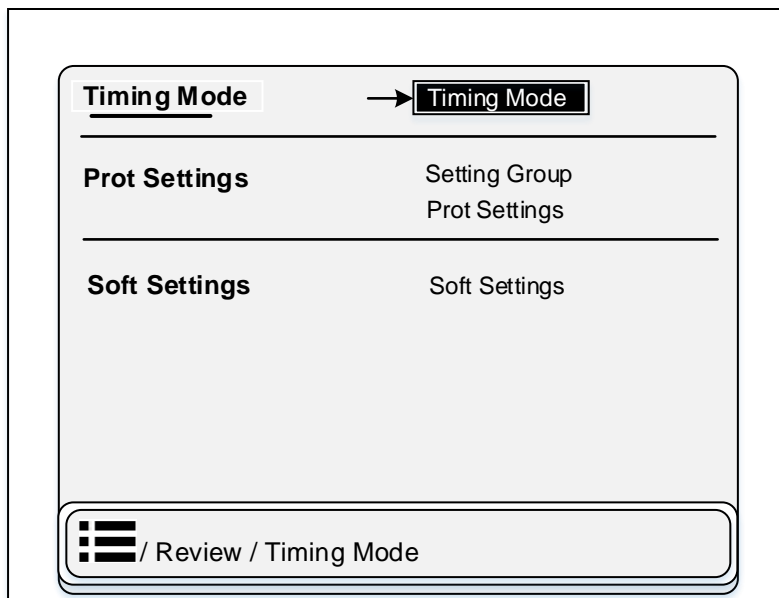 Timing Mode Timing Mode
Prot Settings Setting Group
Prot Settings
Soft Settings Soft Settings
/ Review / Timing Mode